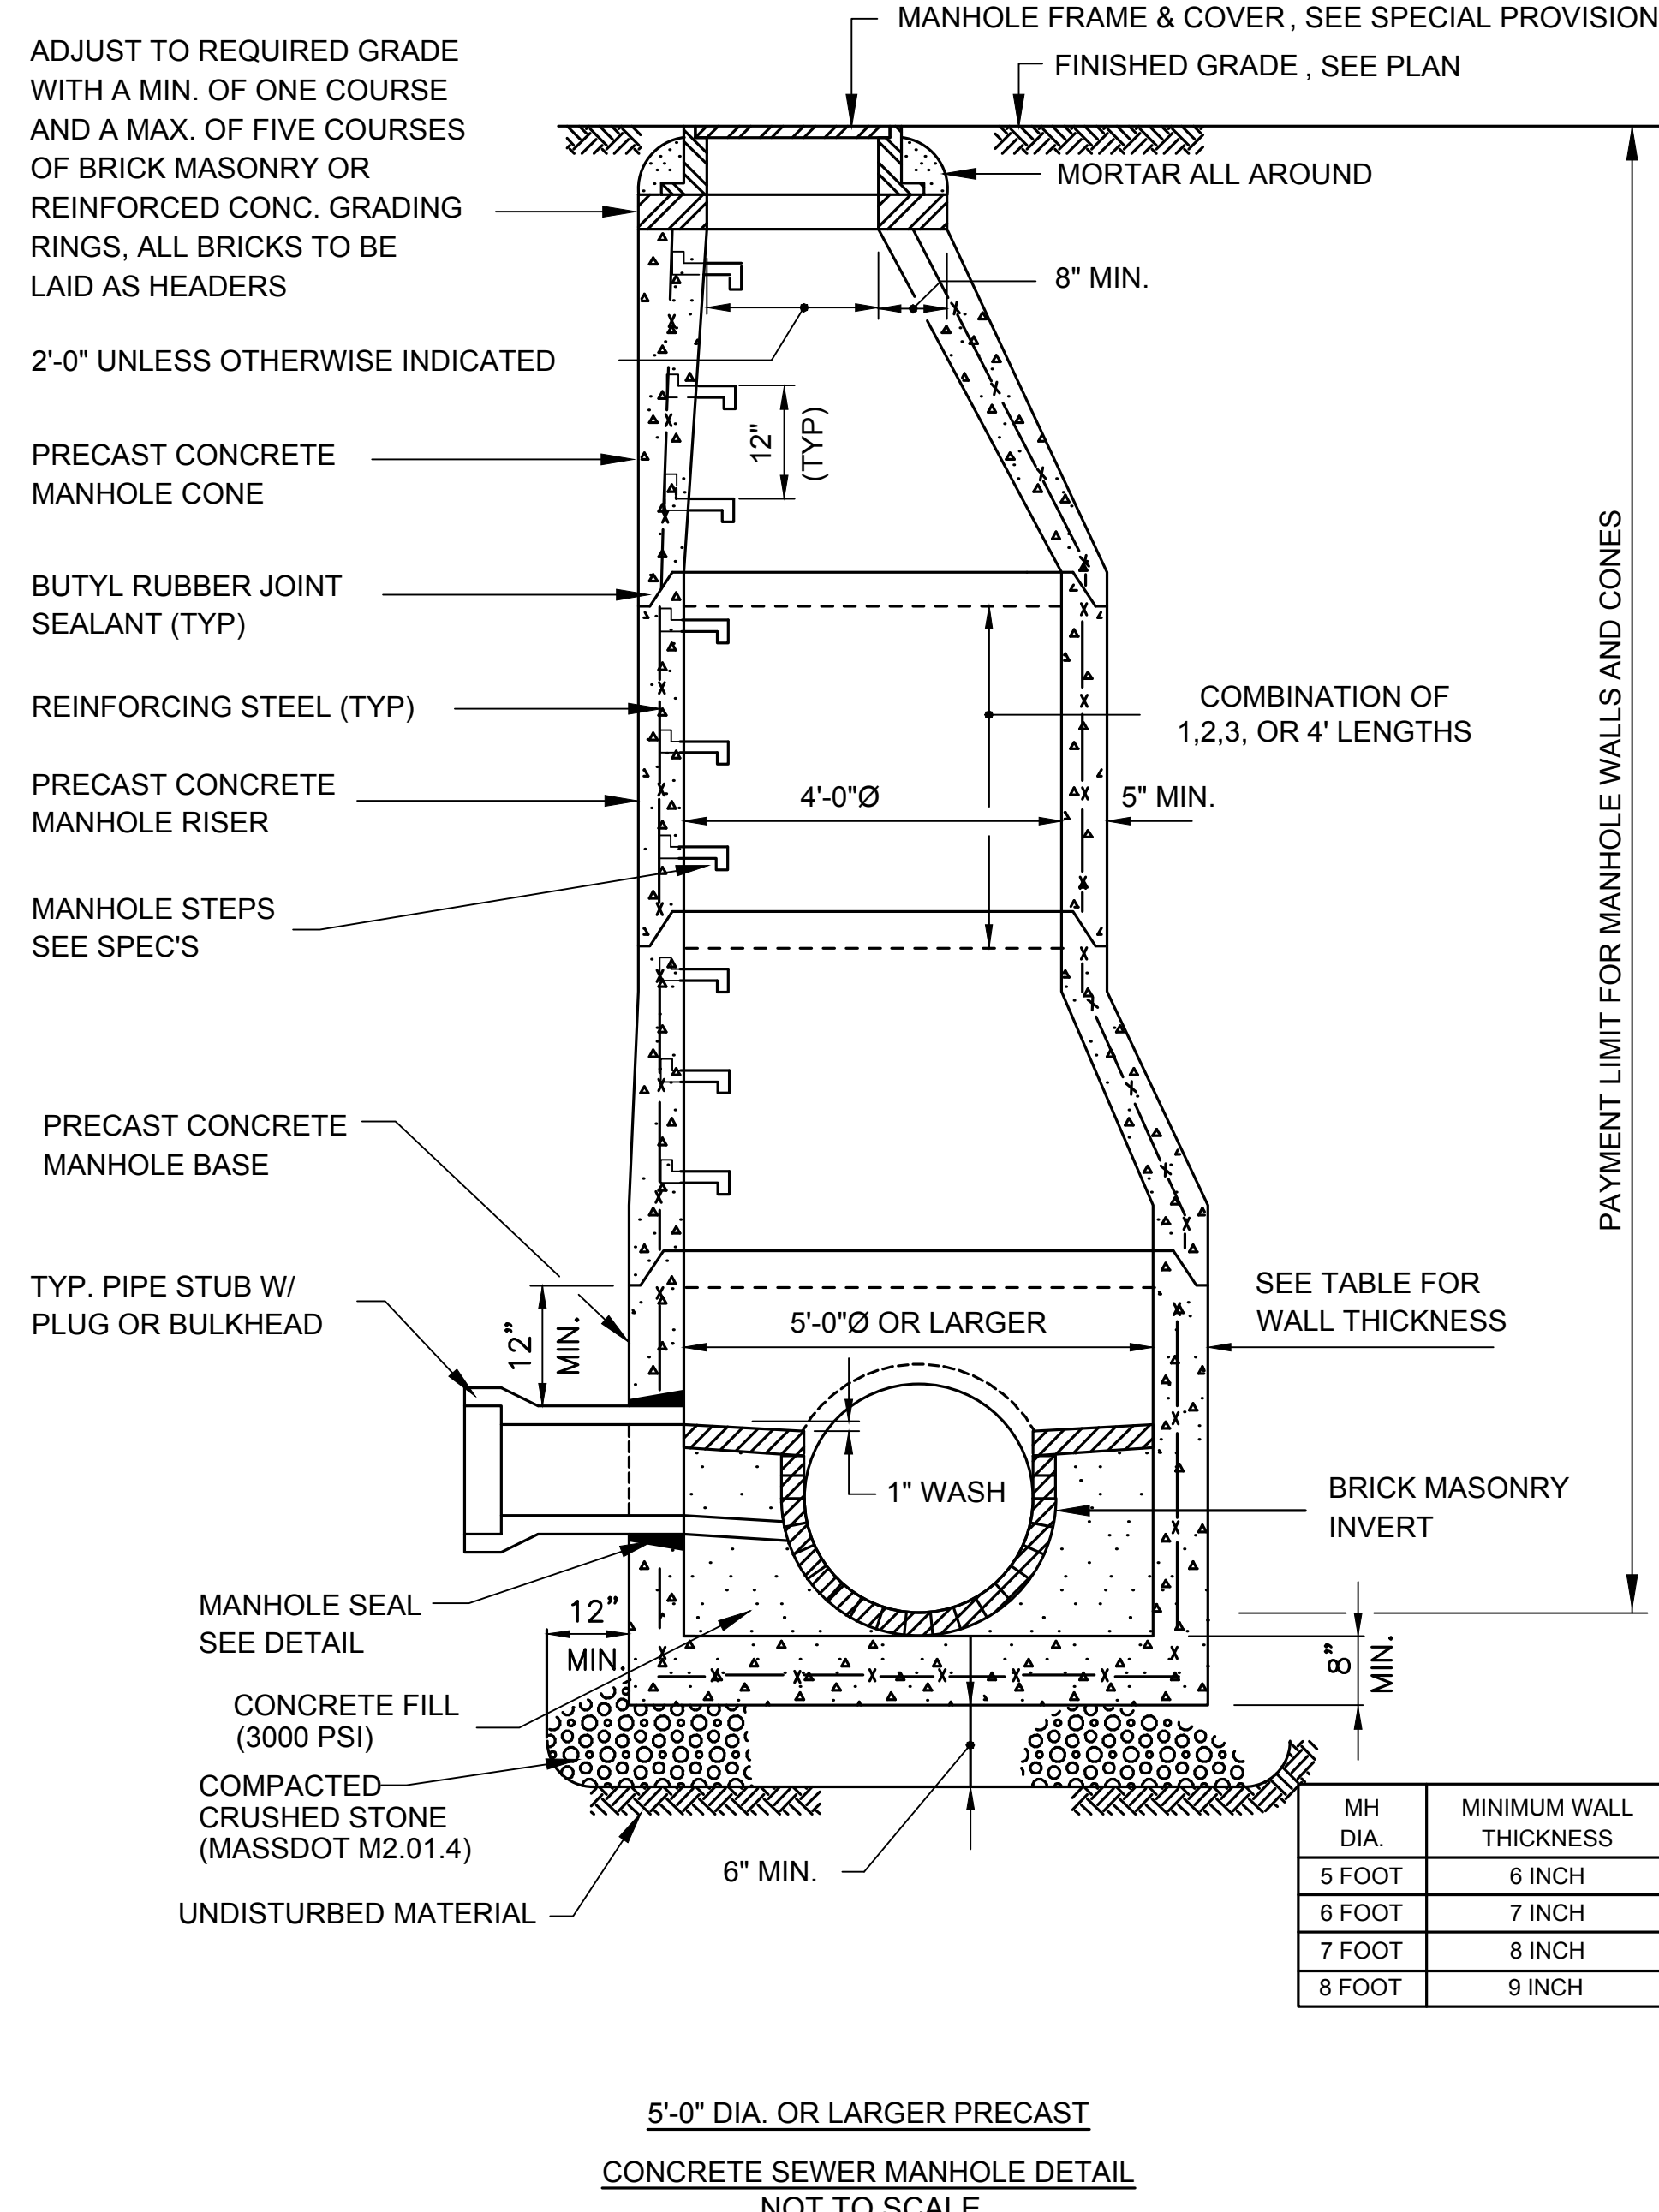 MANHOLE FRAME & COVER, SEE SPECIAL PROVISION
FINISHED GRADE, SEE PLAN
ADJUST TO REQUIRED GRADE
WITH A MIN. OF ONE COURSE
AND A MAX. OF FIVE COURSES
OF BRICK MASONRY OR
REINFORCED CONC. GRADING
RINGS, ALL BRICKS TO BE
LAID AS HEADERS
MORTAR ALL AROUND
8" MIN.
2'-0" UNLESS OTHERWISE INDICATED
12"
(TYP)
PRECAST CONCRETE
MANHOLE CONE
BUTYL RUBBER JOINT
SEALANT (TYP)
REINFORCING STEEL (TYP)
COMBINATION OF
1,2,3, OR 4' LENGTHS
PRECAST CONCRETE
MANHOLE RISER
4'-0"Ø
5" MIN.
MANHOLE STEPS
SEE SPEC'S
PAYMENT LIMIT FOR MANHOLE WALLS AND CONES
PRECAST CONCRETE
MANHOLE BASE
TYP. PIPE STUB W/
PLUG OR BULKHEAD
12"
MIN.
5'-0"Ø OR LARGER
SEE TABLE FOR
WALL THICKNESS
1" WASH
BRICK MASONRY
INVERT
MANHOLE SEAL
SEE DETAIL
12"
MIN.
8"
MIN.
CONCRETE FILL
(3000 PSI)
COMPACTED
CRUSHED STONE
(MASSDOT M2.01.4)
6" MIN.
UNDISTURBED MATERIAL
MH DIA. MINIMUM WALL THICKNESS
5 FOOT 6 INCH
6 FOOT 7 INCH
7 FOOT 8 INCH
8 FOOT 9 INCH
5'-0" DIA. OR LARGER PRECAST
CONCRETE SEWER MANHOLE DETAIL
NOT TO SCALE